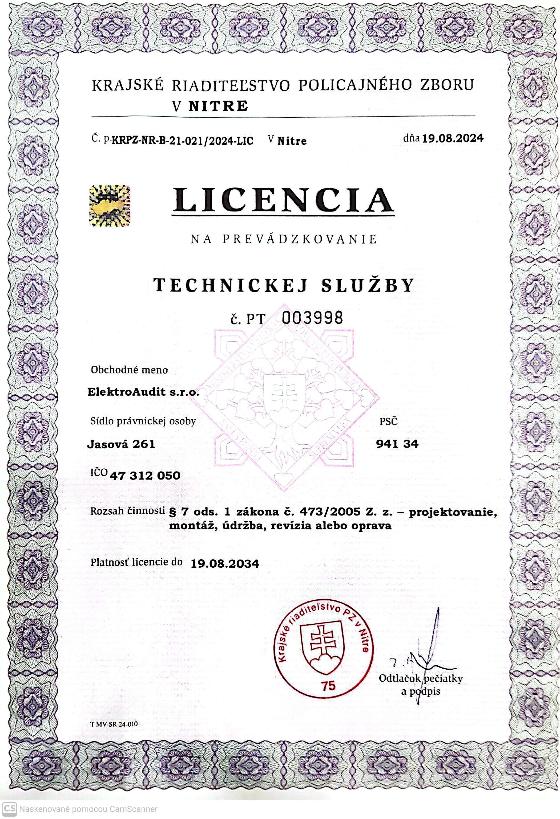 KRAJSKÉ RIADITEĽSTVO POLICAJNÉHO ZBORU
V NITRE
Č. p. KRPZ-NR-B-21-021/2024-LIC V Nitre dňa 19.08.2024
LICENCIA
NA PREVÁDZKOVANIE
TECHNICKEJ SLUŽBY
č. PT 003998
Obchodné meno
ElektroAudit s.r.o.
Sídlo právnickej osoby PSČ
Jasová 261 941 34
IČO 47 312 050
Rozsah činnosti § 7 ods. 1 zákona č. 473/2005 Z. z. – projektovanie,
montáž, údržba, revízia alebo oprava
Platnosť licencie do 19.08.2034
Krajské riaditeľstvo PZ v Nitre
75
Odtlačok pečiatky
a podpis
T MV SR 24-010
CS Naskenované pomocou CamScanner